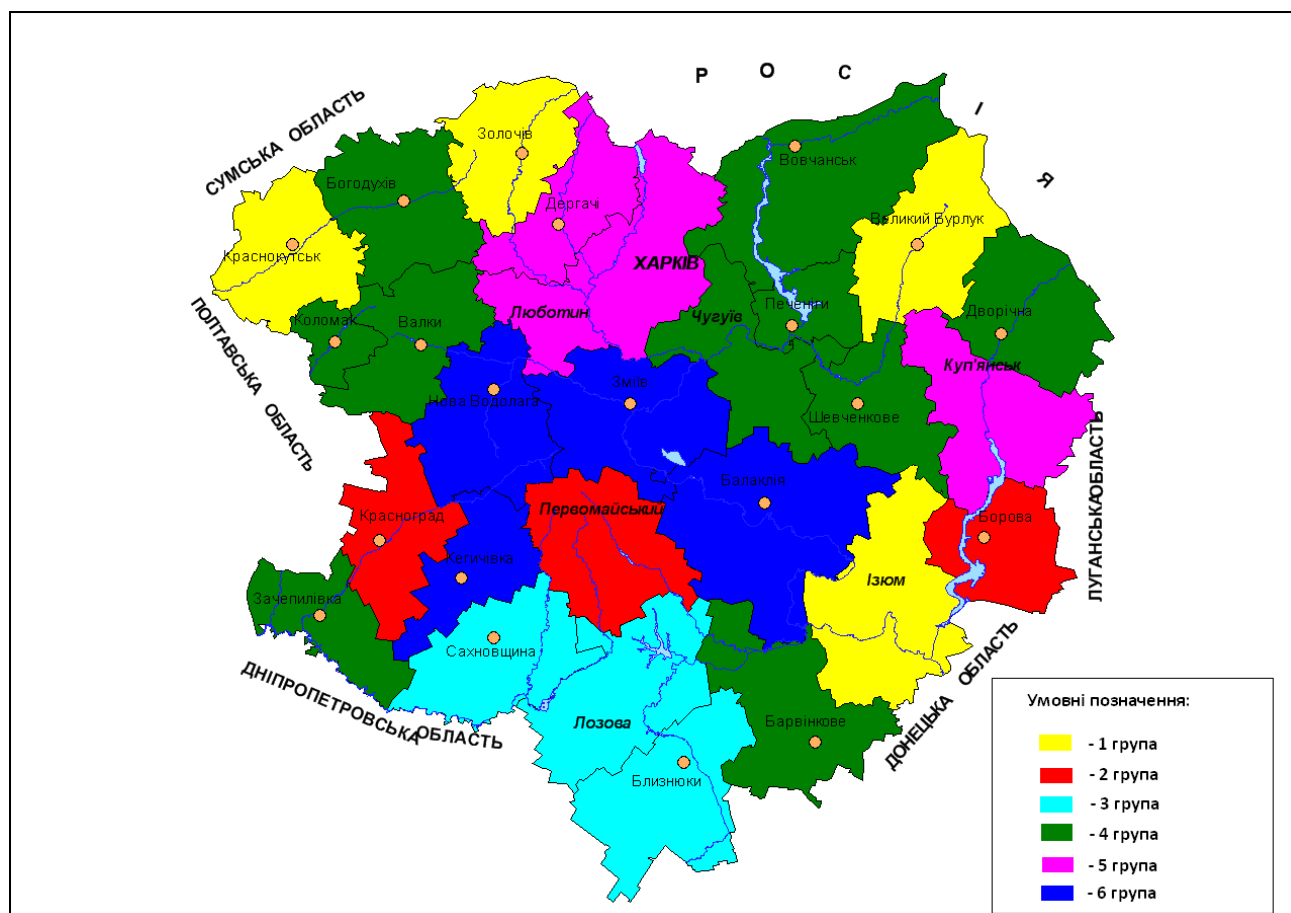 Р О С І Я
СУМСЬКА ОБЛАСТЬ
Золочів
Вовчанськ
Богодухів
Дергачі
Великий Бурлук
Краснокутськ
ХАРКІВ
Люботин
Чугуїв
Печеніги
Дворічна
ПОЛТАВСЬКА ОБЛАСТЬ
Коломак
Валки
Куп'янськ
Зміїв
Нова Водолага
Шевченкове
ЛУГАНСЬКА ОБЛАСТЬ
Балаклія
Красноград
Первомайський
Борова
Кегичівка
Ізюм
Зачепилівка
Сахновщина
ДНІПРОПЕТРОВСЬКА ОБЛАСТЬ
ДОНЕЦЬКА ОБЛАСТЬ
Лозова
Барвінкове
Близнюки
Умовні позначення:
- 1 група
- 2 група
- 3 група
- 4 група
- 5 група
- 6 група